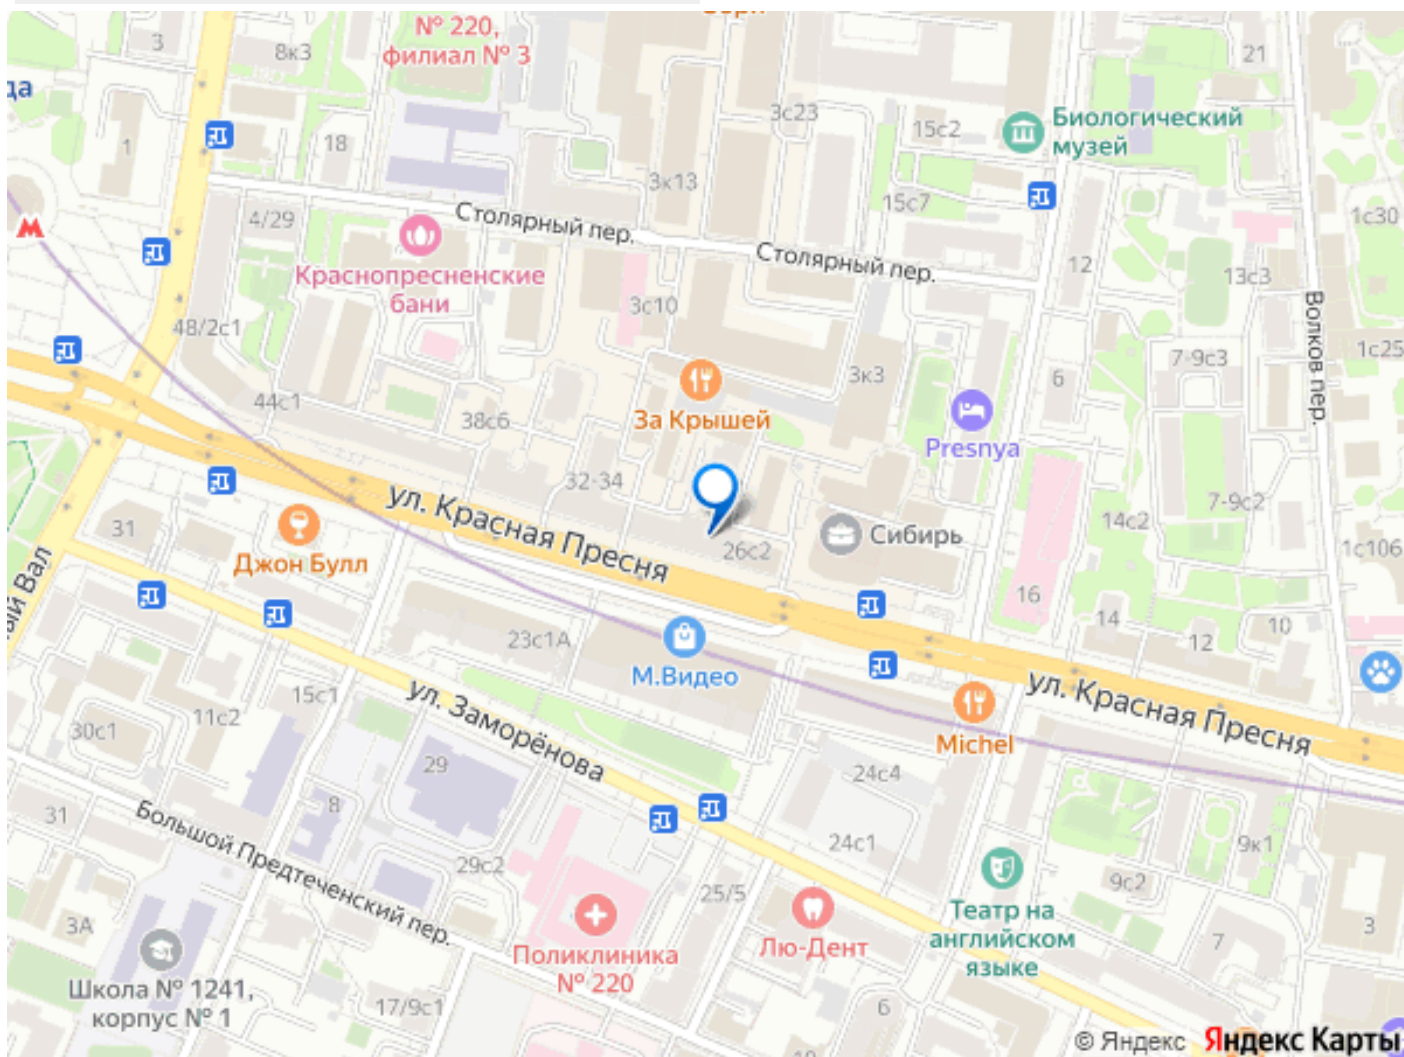 № 220,
филиал № 3
3
8к3
21
да
3с23
15с2
Биологический
музей
1
18
3к13
15с7
1с30
4/29
Столярный пер.
Столярный пер.
12
13с3
Краснопресненские
бани
3с10
48/2с1
Волков пер.
1с25
7-9с3
6
3к3
44с1
38с6
За Крышей
Presnya
32-34
7-9с2
ул. Красная Пресня
14с2
31
Джон Булл
26с2
Сибирь
1с106
ый Вал
16
14
12
10
23с1А
М.Видео
15с1
11с2
30с1
ул. Заморёнова
ул. Красная Пресня
Michel
29
24с4
8
31
Большой Предтеченский пер.
24с1
9к1
29с2
25/5
9с2
3А
Театр на
английском
языке
Лю-Дент
7
3
Поликлиника
№ 220
Школа № 1241,
корпус № 1
17/9с1
6
© Яндекс Яндекс Карты